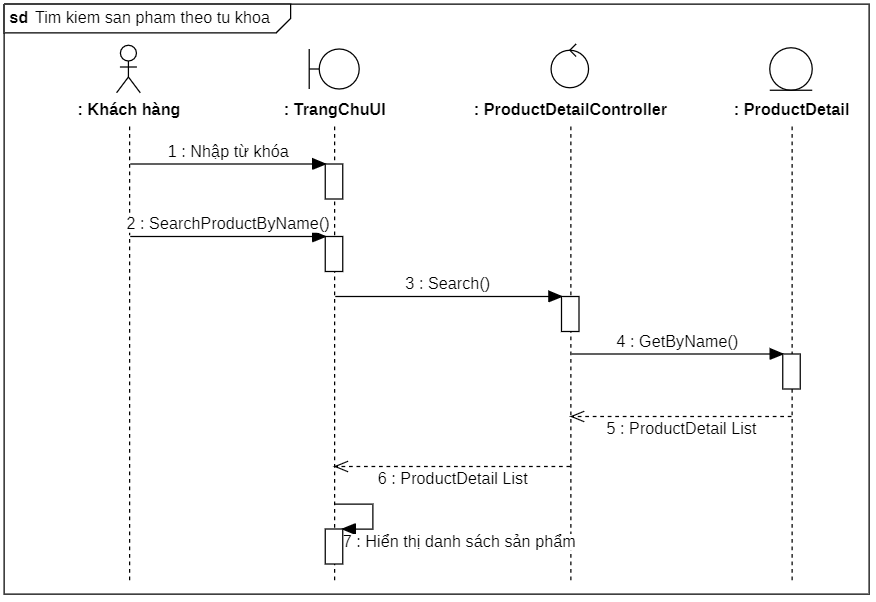 sd Tim kiem san pham theo tu khoa
: Khách hàng
: TrangChuUI
: ProductDetailController
: ProductDetail
1 : Nhập từ khóa
2 : SearchProductByName()
3 : Search()
4 : GetByName()
5 : ProductDetail List
6 : ProductDetail List
7 : Hiển thị danh sách sản phẩm